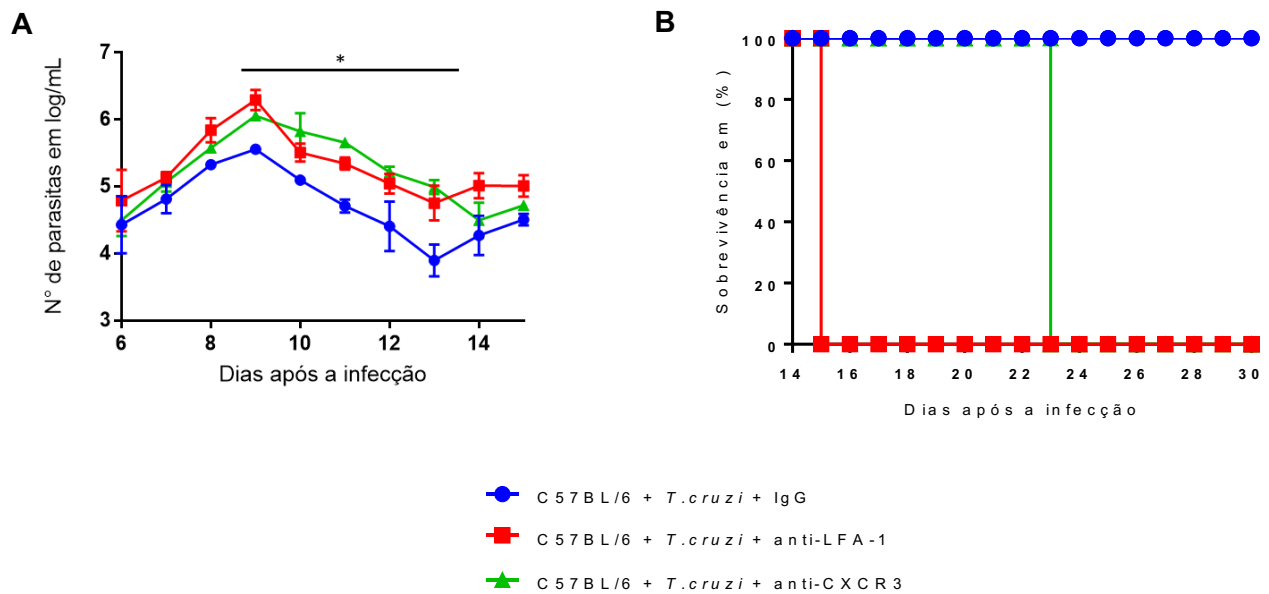 A
N° de parasitas em log/mL
7
6
5
4
3
*
6 8 10 12 14
Dias após a infecção
B
Sobrevivência em (%)
100
80
60
40
20
0
14 16 18 20 22 24 26 28 30
Dias após a infecção
C57BL/6 + T.cruzi + IgG
C57BL/6 + T.cruzi + anti-LFA-1
C57BL/6 + T.cruzi + anti-CXCR3